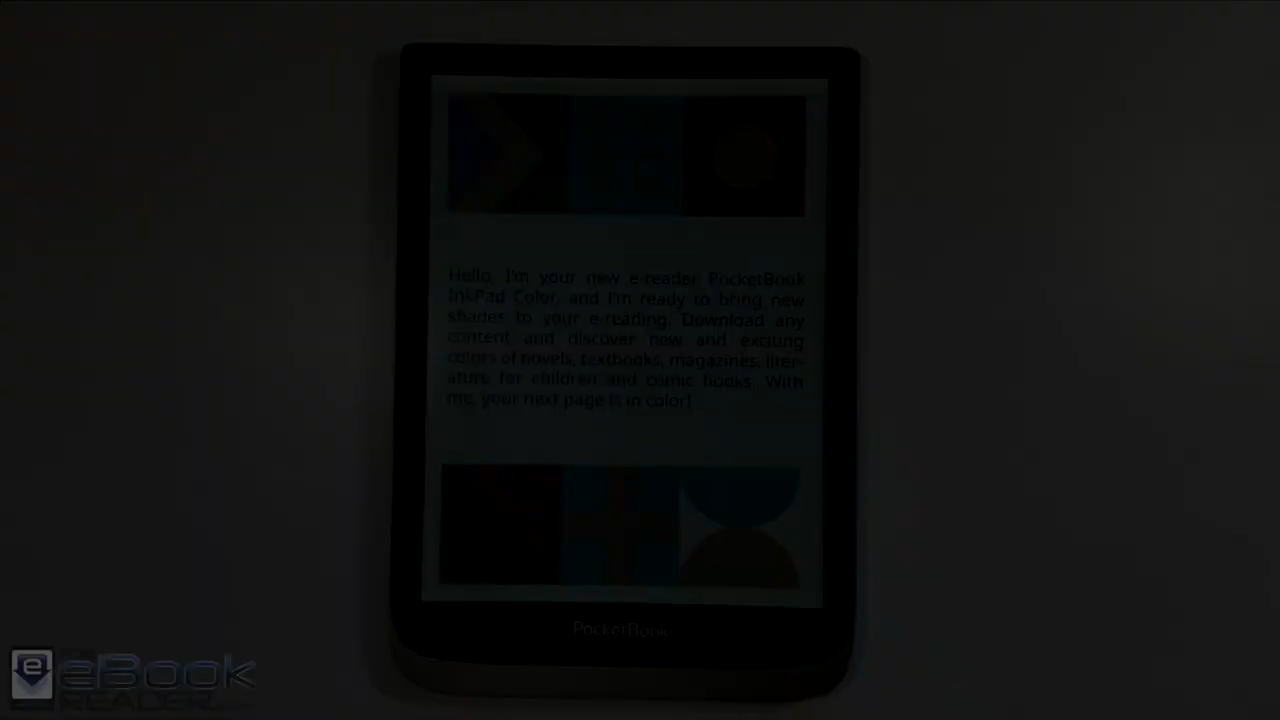 Hello, I'm your new e-reader PocketBook
InkPad Color, and I'm ready to bring new
shades to your e-reading. Download any
content and discover new and exciting
colors of novels, textbooks, magazines, liter-
ature for children and comic books. With
me, your next page is in color!
PocketBook
e
eBook
READER